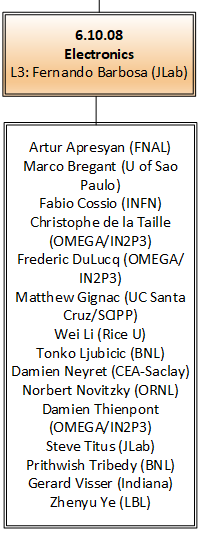 6.10.08
Electronics
L3: Fernando Barbosa (JLab)
Artur Apresyan (FNAL)
Marco Bregant (U of Sao
Paulo)
Fabio Cossio (INFN)
Christophe de la Taille
(OMEGA/IN2P3)
Frederic DuLucq (OMEGA/
IN2P3)
Matthew Gignac (UC Santa
Cruz/SCIPP)
Wei Li (Rice U)
Tonko Ljubicic (BNL)
Damien Neyret (CEA-Saclay)
Norbert Novitzky (ORNL)
Damien Thienpont
(OMEGA/IN2P3)
Steve Titus (JLab)
Prithwish Tribedy (BNL)
Gerard Visser (Indiana)
Zhenyu Ye (LBL)